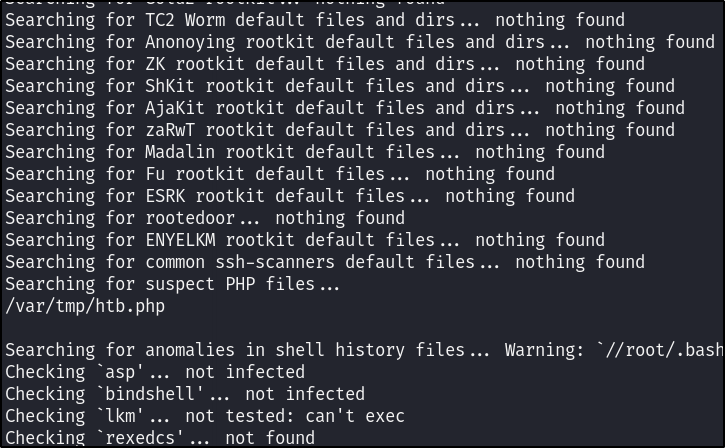 Searching for TC2 Worm default files and dirs... nothing found
Searching for Anonoying rootkit default files and dirs... nothing found
Searching for ZK rootkit default files and dirs... nothing found
Searching for ShKit rootkit default files and dirs... nothing found
Searching for AjaKit rootkit default files and dirs... nothing found
Searching for zaRwT rootkit default files and dirs... nothing found
Searching for Madalin rootkit default files... nothing found
Searching for Fu rootkit default files... nothing found
Searching for ESRK rootkit default files... nothing found
Searching for rootedoor... nothing found
Searching for ENYELKM rootkit default files... nothing found
Searching for common ssh-scanners default files... nothing found
Searching for suspect PHP files...
/var/tmp/htb.php
Searching for anomalies in shell history files... Warning: `//root/.bash
Checking `asp'... not infected
Checking `bindshell'... not infected
Checking `lkm'... not tested: can't exec
Checking `rexedcs'... not found